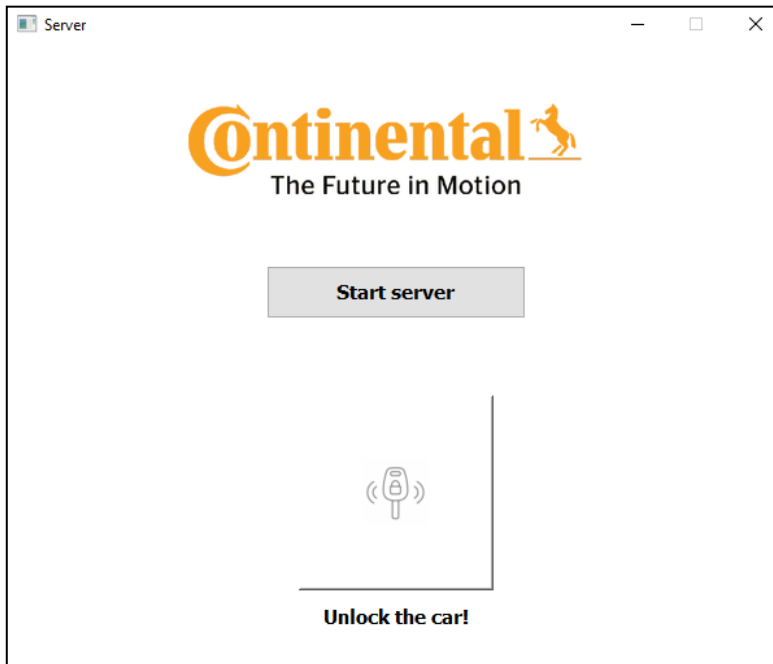 Server
Continental
The Future in Motion
Start server
Unlock the car!